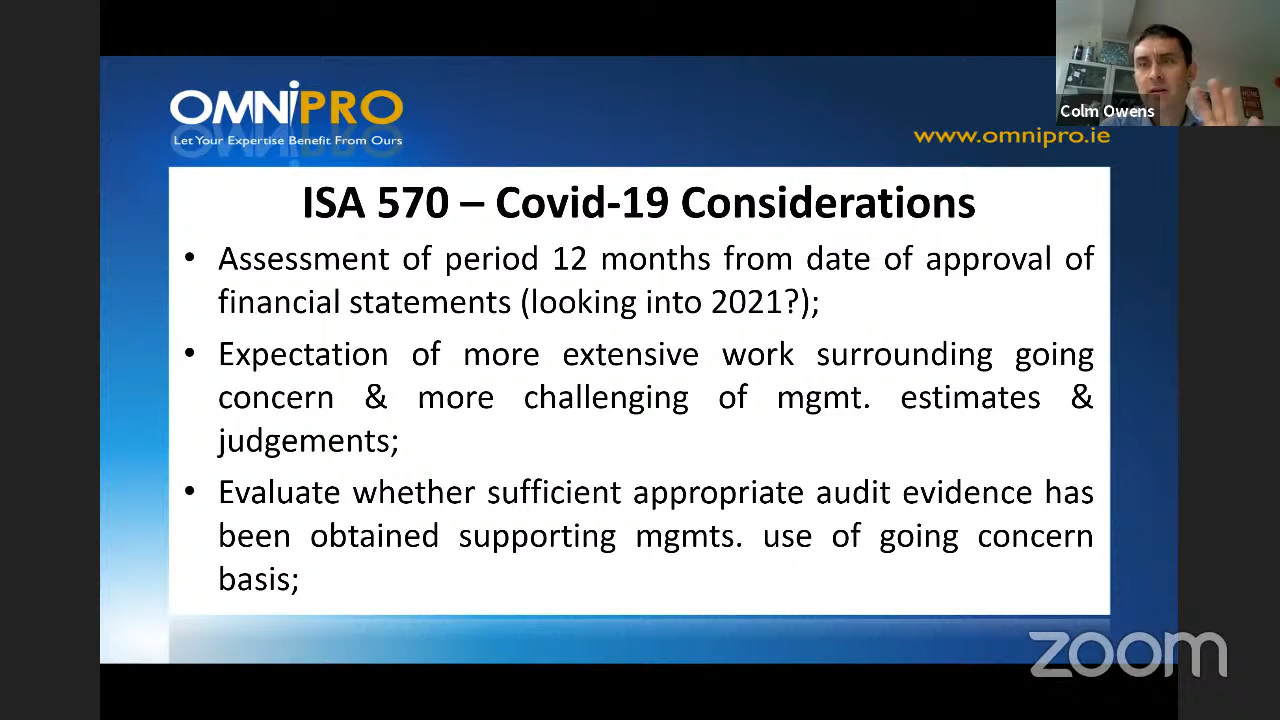 OMNiPRO
Let Your Expertise Benefit From Ours
Colm Owens
www.omnipro.ie
ISA 570 – Covid-19 Considerations
• Assessment of period 12 months from date of approval of
financial statements (looking into 2021?);
• Expectation of more extensive work surrounding going
concern & more challenging of mgmt. estimates &
judgements;
• Evaluate whether sufficient appropriate audit evidence has
been obtained supporting mgmts. use of going concern
basis;
zoom